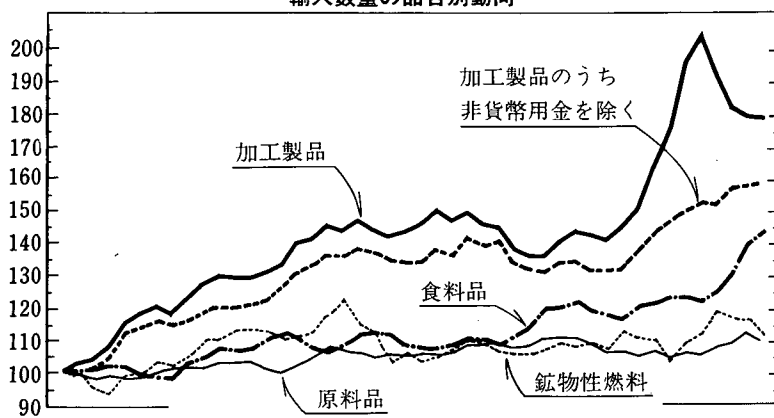 輸入数量の品目別動向
200
190
180
170
160
150
140
130
120
110
100
90
加工製品のうち
非貨幣用金を除く
加工製品
食料品
原料品
鉱物性燃料